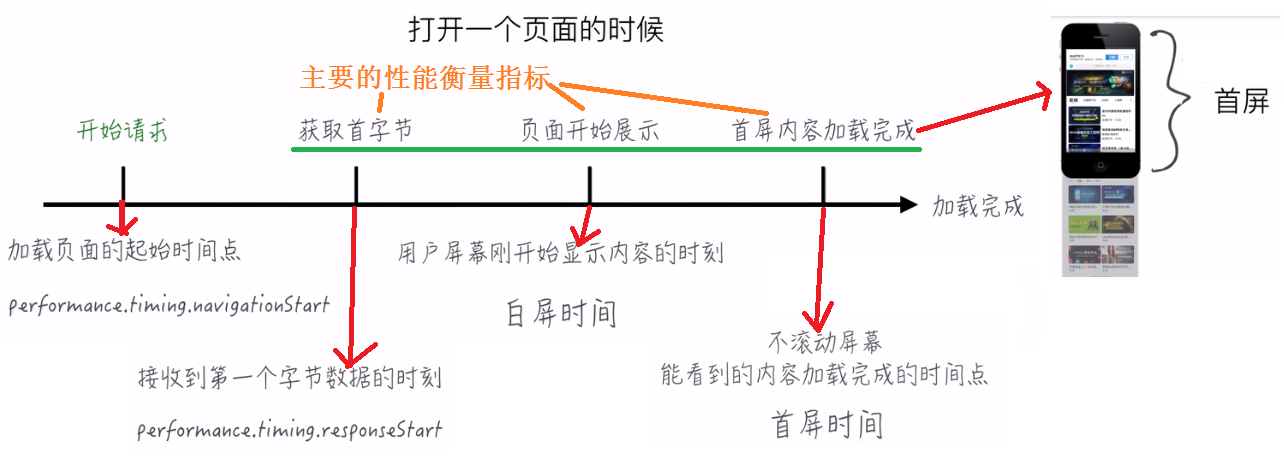 打开一个页面的时候
主要的性能衡量指标
开始请求
获取首字节
页面开始展示
首屏内容加载完成
首屏
加载完成
加载页面的起始时间点
performance.timing.navigationStart
用户屏幕刚开始显示内容的时刻
白屏时间
接收到第一个字节数据的时刻
performance.timing.responseStart
不滚动屏幕
能看到的内容加载完成的时间点
首屏时间